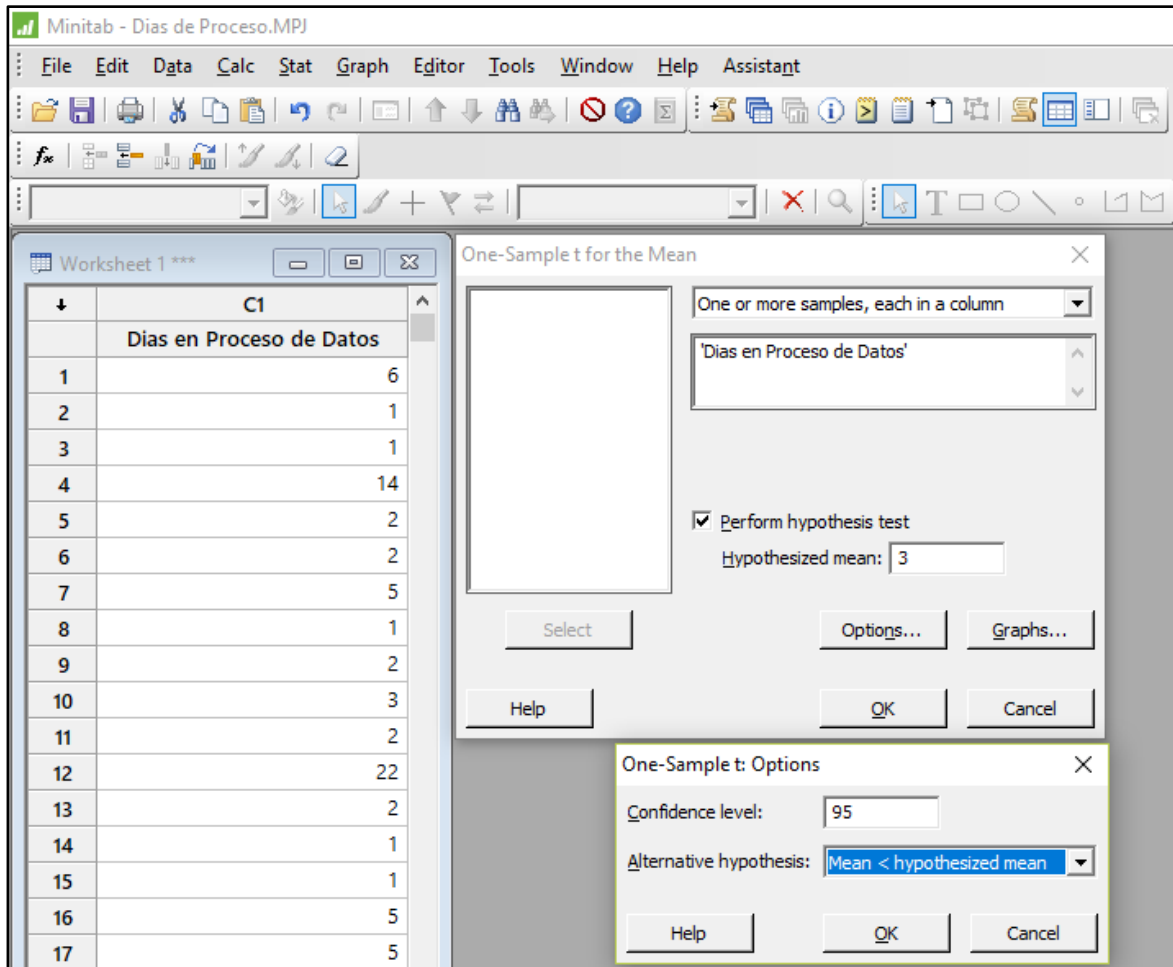 Minitab - Dias de Proceso.MPJ
File Edit Data Calc Stat Graph Editor Tools Window Help Assistant
Worksheet 1 ***
C1
Dias en Proceso de Datos
1 6
2 1
3 1
4 14
5 2
6 2
7 5
8 1
9 2
10 3
11 2
12 22
13 2
14 1
15 1
16 5
17 5
One-Sample t for the Mean
One or more samples, each in a column
'Dias en Proceso de Datos'
Perform hypothesis test
Hypothesized mean: 3
Select Options... Graphs...
Help OK Cancel
One-Sample t: Options
Confidence level: 95
Alternative hypothesis: Mean < hypothesized mean
Help OK Cancel